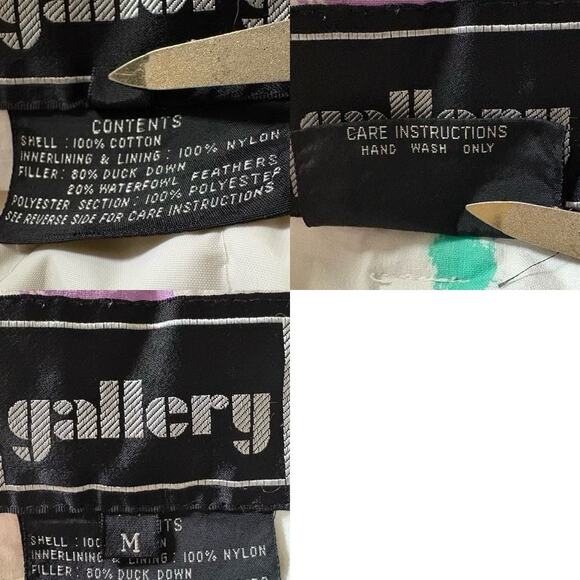 gallery
CONTENTS
SHELL : 100% COTTON
INNERLINING & LINING : 100% NYLON
FILLER: 80% DUCK DOWN
20% WATERFOWL FEATHERS
POLYESTER SECTION: 100% POLYESTER
SEE REVERSE SIDE FOR CARE INSTRUCTIONS
gallery
CARE INSTRUCTIONS
HAND WASH ONLY
gallery
M
SHELL : 100
INNERLINING & LINING : 100% NYLON
FILLER : 80% DUCK DOWN